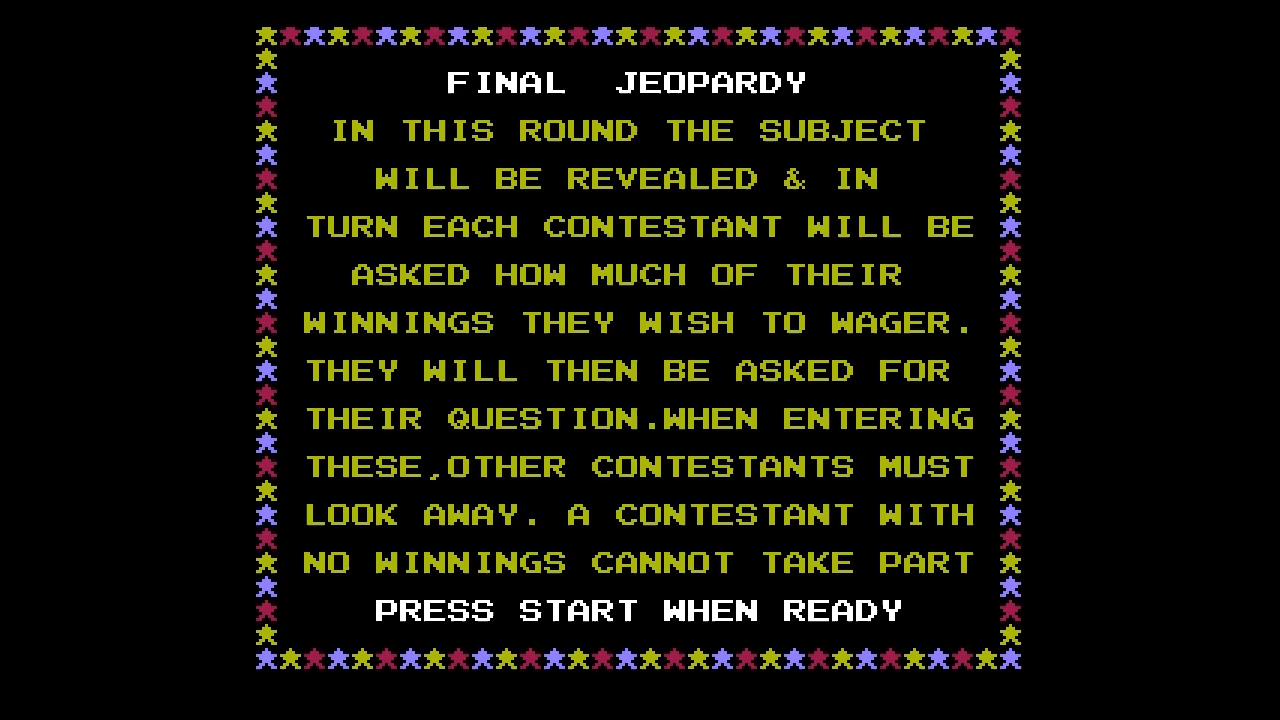 FINAL JEOPARDY
IN THIS ROUND THE SUBJECT
WILL BE REVEALED & IN
TURN EACH CONTESTANT WILL BE
ASKED HOW MUCH OF THEIR
WINNINGS THEY WISH TO WAGER.
THEY WILL THEN BE ASKED FOR
THEIR QUESTION.WHEN ENTERING
THESE,OTHER CONTESTANTS MUST
LOOK AWAY. A CONTESTANT WITH
NO WINNINGS CANNOT TAKE PART
PRESS START WHEN READY